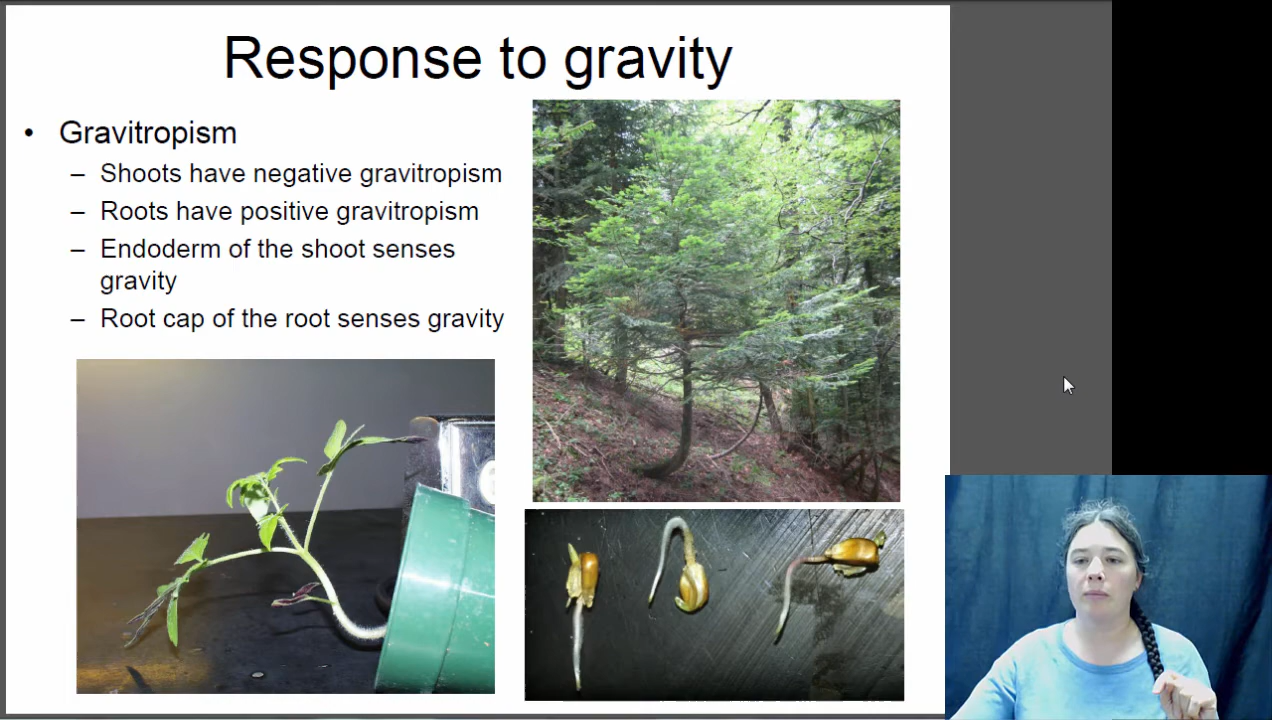 Response to gravity
• Gravitropism
– Shoots have negative gravitropism
– Roots have positive gravitropism
– Endoderm of the shoot senses
gravity
– Root cap of the root senses gravity